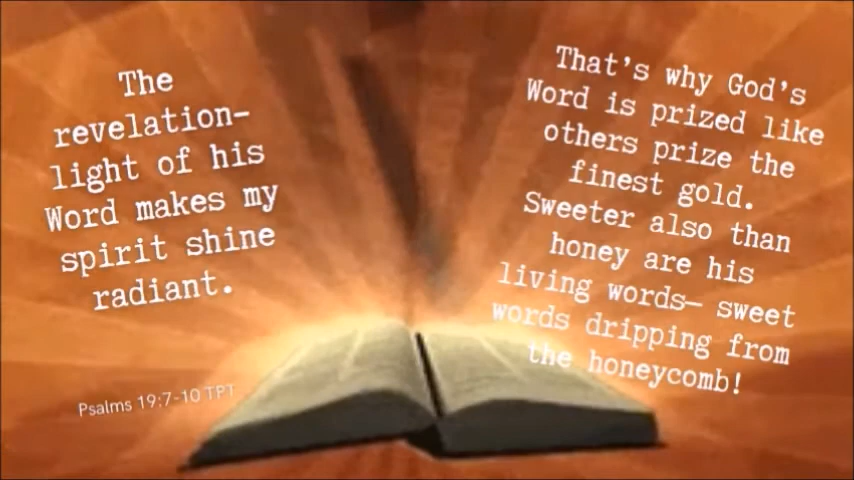 The
revelation-
light of his
Word makes my
spirit shine
radiant.
Psalms 19:7-10 TPT
That's why God's
Word is prized like
others prize the
finest gold.
Sweeter also than
honey are his
living words— sweet
words dripping from
the honeycomb!